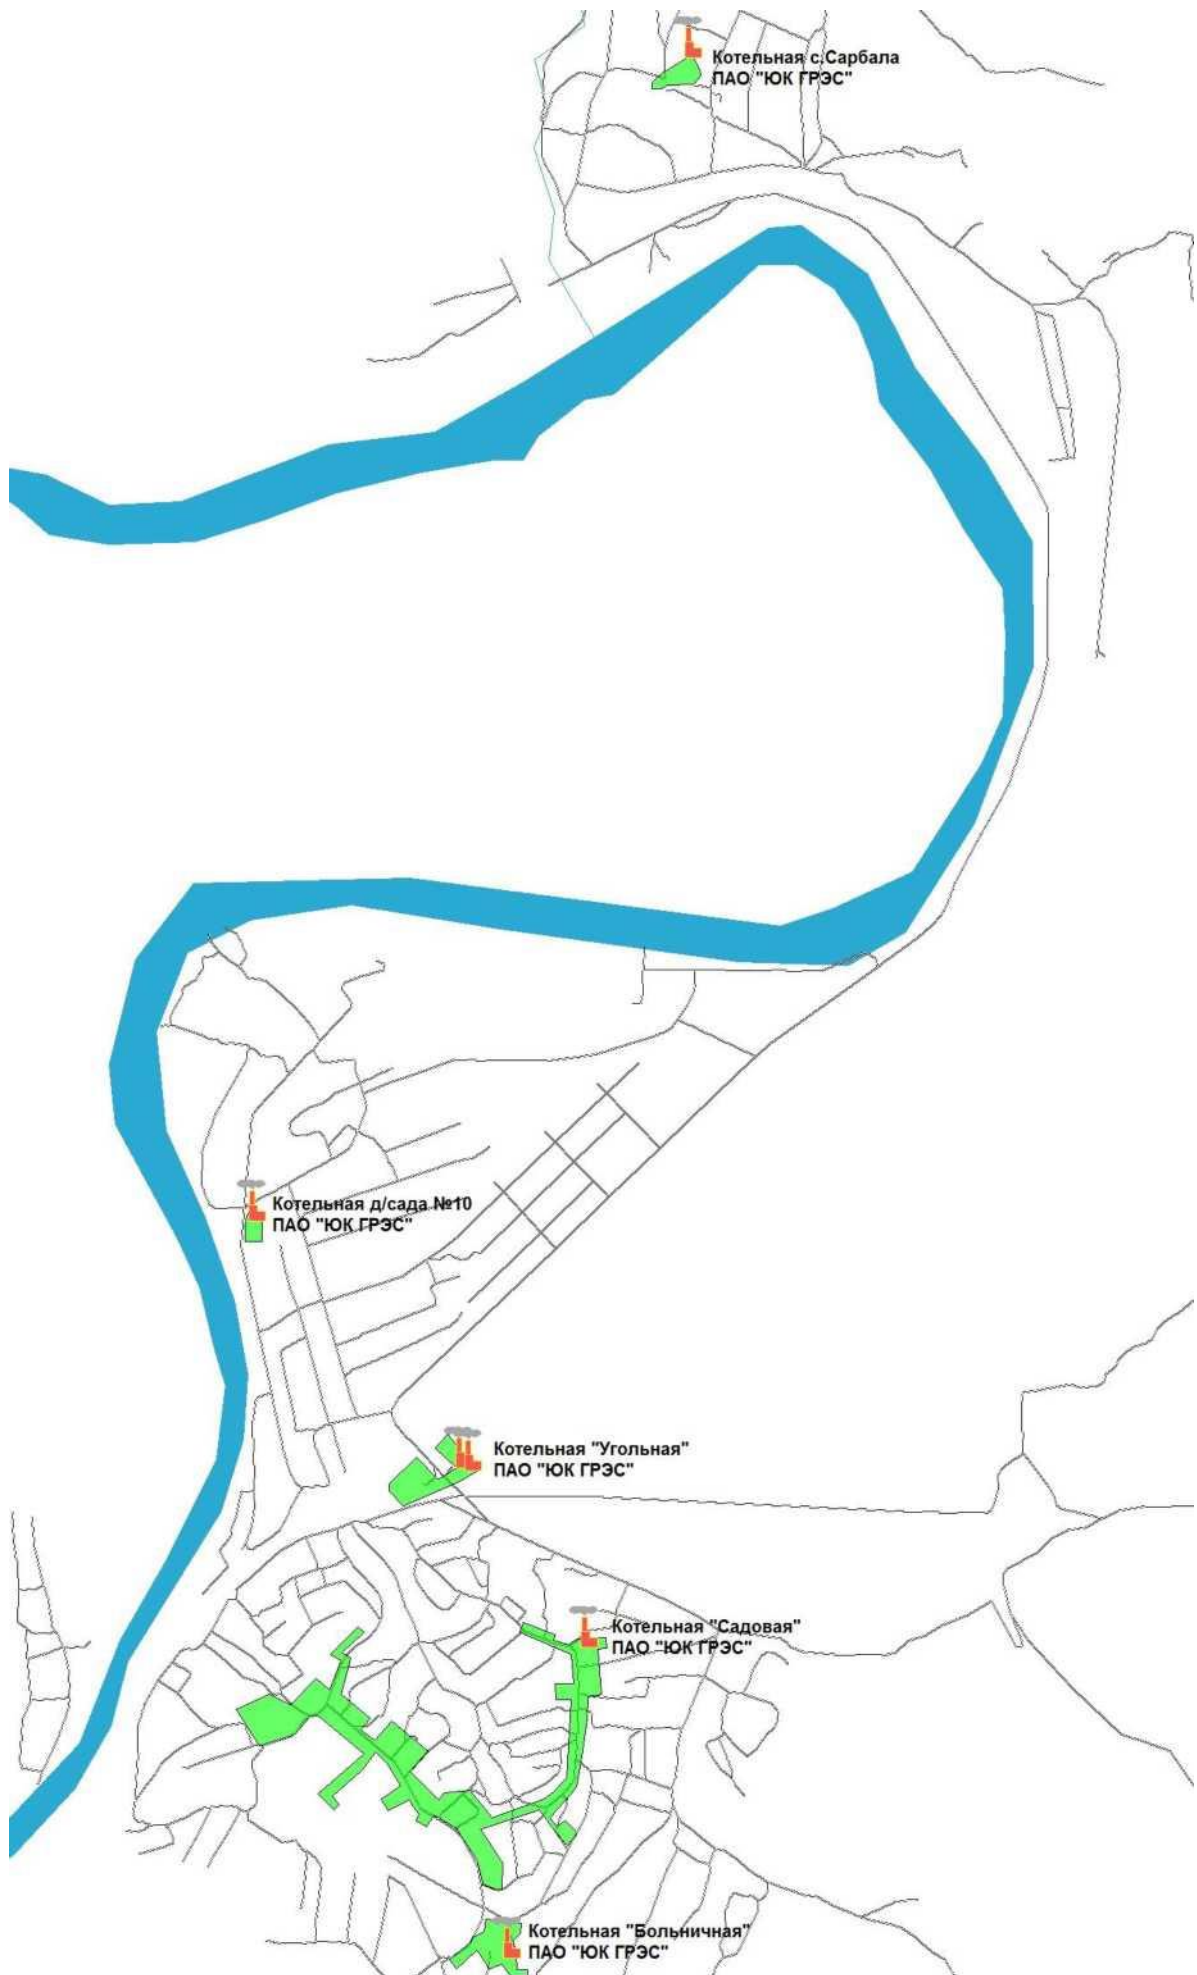 Котельная с.Сарбала
ПАО "ЮК ГРЭС"
Котельная д/сада №10
ПАО "ЮК ГРЭС"
Котельная "Угольная"
ПАО "ЮК ГРЭС"
Котельная "Садовая"
ПАО "ЮК ГРЭС"
Котельная "Больничная"
ПАО "ЮК ГРЭС"